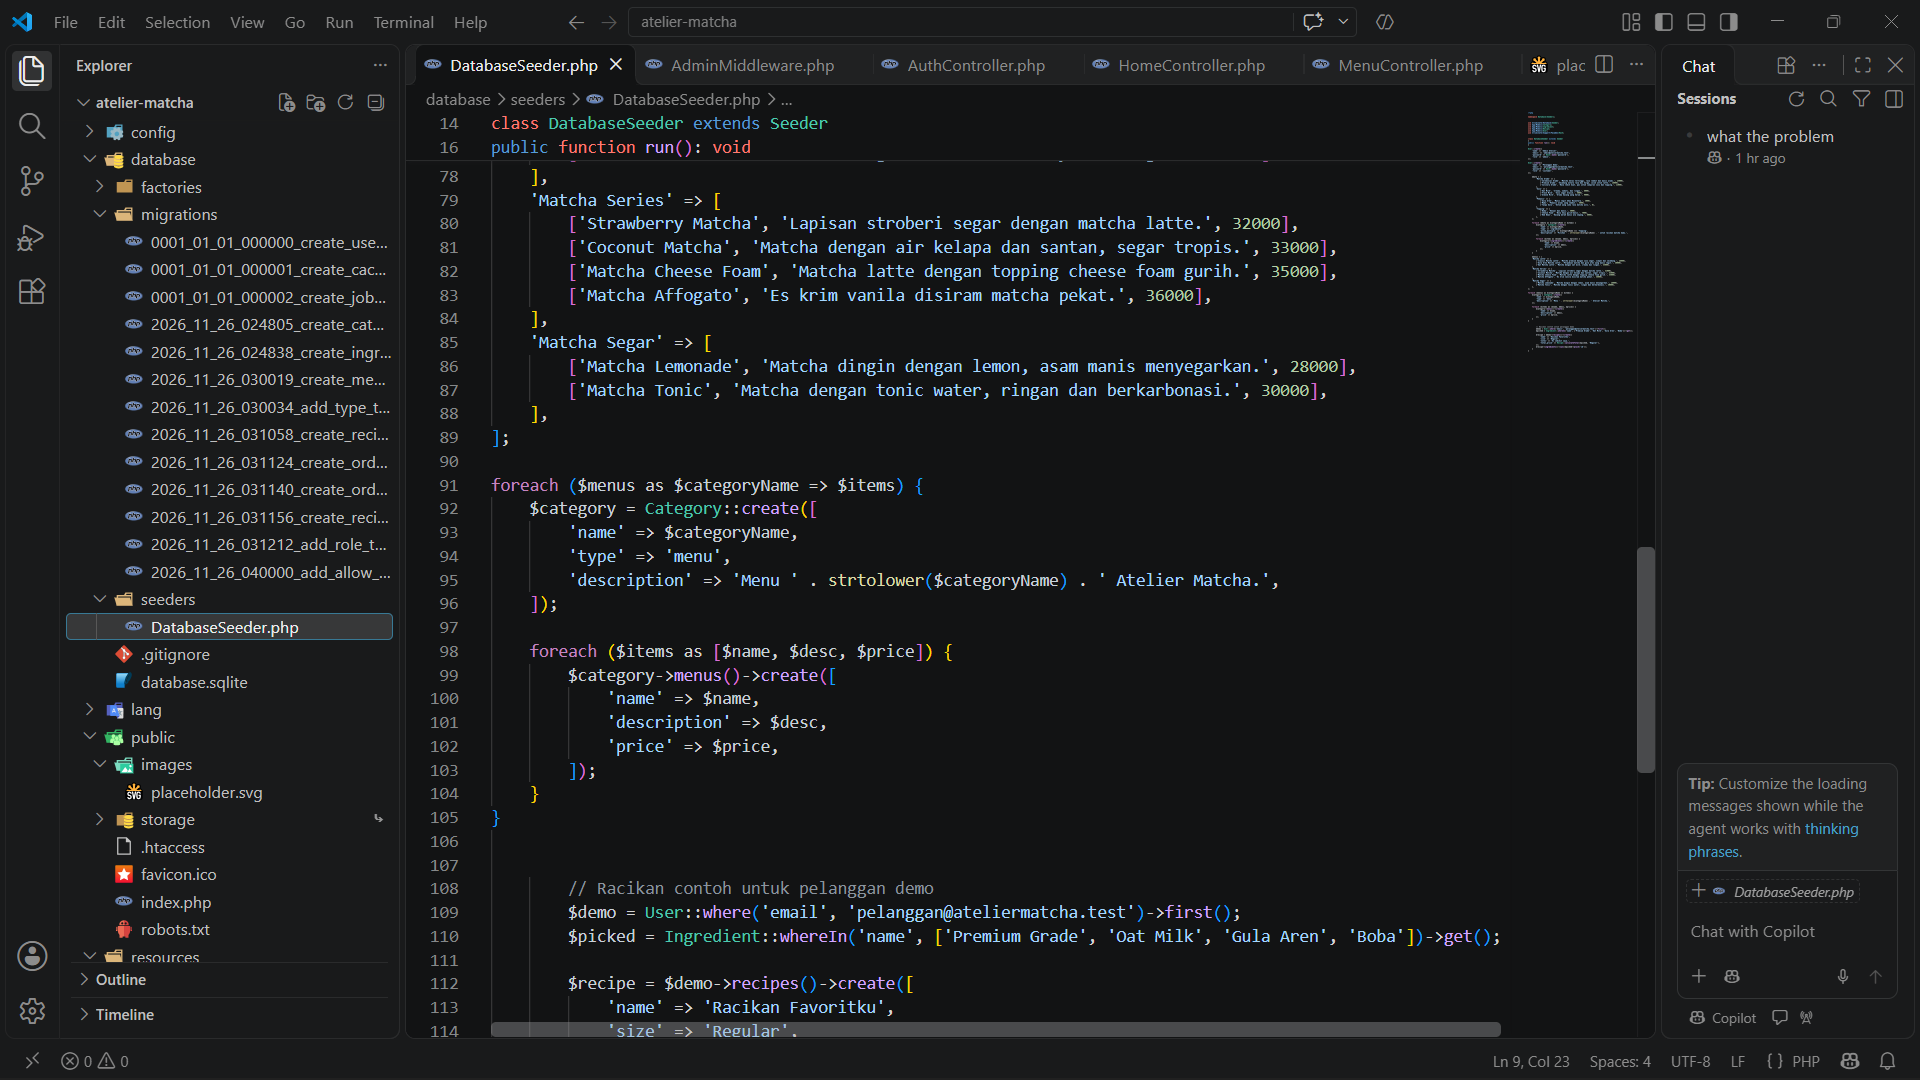 File Edit Selection View Go Run Terminal Help
atelier-matcha
Explorer
atelier-matcha
config
database
factories
migrations
0001_01_01_000000_create_use...
0001_01_01_000001_create_cac...
0001_01_01_000002_create_job...
2026_11_26_024805_create_cat...
2026_11_26_024838_create_ingr...
2026_11_26_030019_create_me...
2026_11_26_030034_add_type_t...
2026_11_26_031058_create_reci...
2026_11_26_031124_create_ord...
2026_11_26_031140_create_ord...
2026_11_26_031156_create_reci...
2026_11_26_031212_add_role_t...
2026_11_26_040000_add_allow_...
seeders
DatabaseSeeder.php
.gitignore
database.sqlite
lang
public
images
placeholder.svg
storage
.htaccess
favicon.ico
index.php
robots.txt
resources
Outline
Timeline
DatabaseSeeder.php AdminMiddleware.php AuthController.php HomeController.php MenuController.php plac
database > seeders > DatabaseSeeder.php > ...
14 class DatabaseSeeder extends Seeder
16 public function run(): void
78 ],
79 'Matcha Series' => [
80 ['Strawberry Matcha', 'Lapisan stroberi segar dengan matcha latte.', 32000],
81 ['Coconut Matcha', 'Matcha dengan air kelapa dan santan, segar tropis.', 33000],
82 ['Matcha Cheese Foam', 'Matcha latte dengan topping cheese foam gurih.', 35000],
83 ['Matcha Affogato', 'Es krim vanila disiram matcha pekat.', 36000],
84 ],
85 'Matcha Segar' => [
86 ['Matcha Lemonade', 'Matcha dingin dengan lemon, asam manis menyegarkan.', 28000],
87 ['Matcha Tonic', 'Matcha dengan tonic water, ringan dan berkarbonasi.', 30000],
88 ],
89 ];
90
91 foreach ($menus as $categoryName => $items) {
92 $category = Category::create([
93 'name' => $categoryName,
94 'type' => 'menu',
95 'description' => 'Menu ' . strtolower($categoryName) . ' Atelier Matcha.',
96 ]);
97
98 foreach ($items as [$name, $desc, $price]) {
99 $category->menus()->create([
100 'name' => $name,
101 'description' => $desc,
102 'price' => $price,
103 ]);
104 }
105 }
106
107
108 // Racikan contoh untuk pelanggan demo
109 $demo = User::where('email', 'pelanggan@ateliermatcha.test')->first();
110 $picked = Ingredient::whereIn('name', ['Premium Grade', 'Oat Milk', 'Gula Aren', 'Boba'])->get();
111
112 $recipe = $demo->recipes()->create([
113 'name' => 'Racikan Favoritku',
114 'size' => 'Regular',
Chat
Sessions
what the problem
· 1 hr ago
Tip: Customize the loading
messages shown while the
agent works with thinking
phrases.
DatabaseSeeder.php
Chat with Copilot
Copilot
0 0
Ln 9, Col 23 Spaces: 4 UTF-8 LF { } PHP